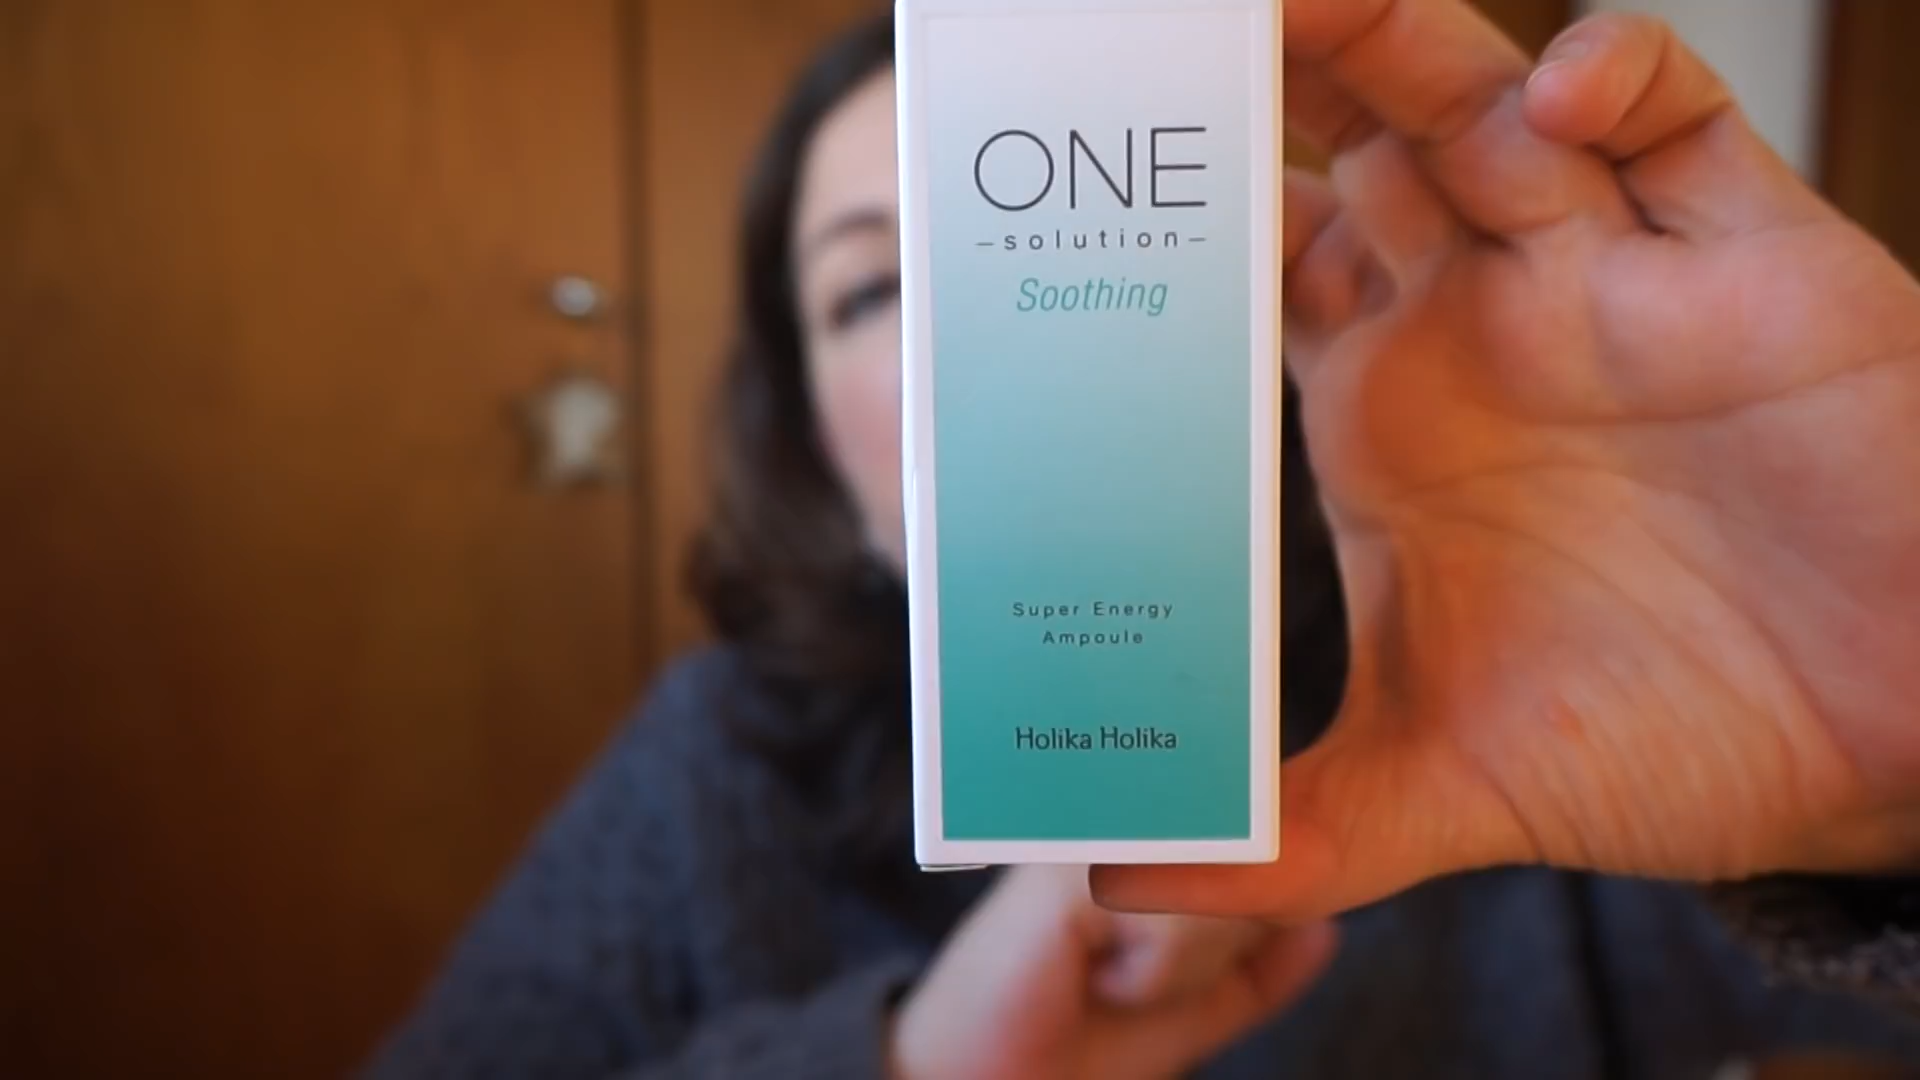 ONE
–solution–
Soothing
Super Energy
Ampoule
Holika Holika